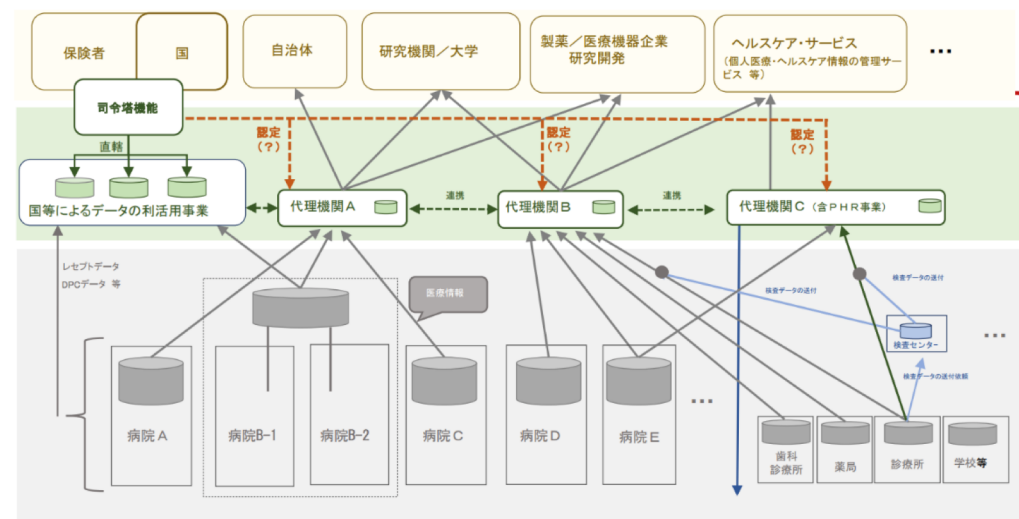 保険者
国
自治体
研究機関／大学
製薬／医療機器企業
研究開発
ヘルスケア・サービス
（個人医療・ヘルスケア情報の管理サー
ビス 等）
…
司令塔機能
直轄
認定
（？）
認定
（？）
認定
（？）
国等によるデータの利活用事業
代理機関Ａ
連携
代理機関Ｂ
連携
代理機関Ｃ（含ＰＨＲ事業）
レセプトデータ
DPCデータ 等
医療情報
検査データの送付
検査データの送付
検査センター
…
検査データの送付依頼
病院Ａ
病院B-1
病院B-2
病院Ｃ
病院Ｄ
病院Ｅ
…
歯科
診療所
薬局
診療所
学校等